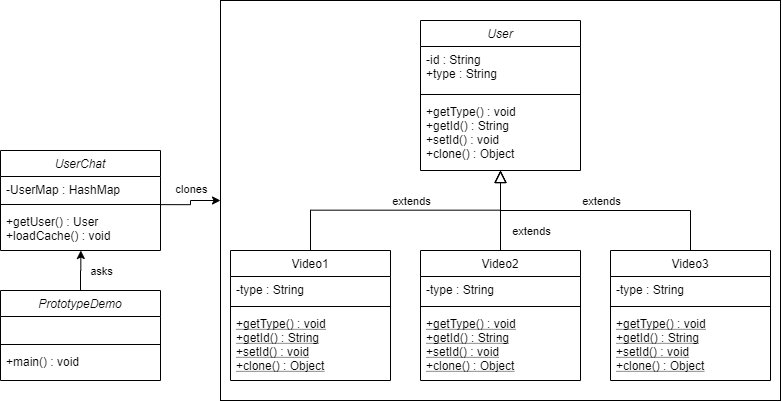 User
-id : String
+type : String
+getType() : void
+getId() : String
+setId() : void
+clone() : Object
UserChat
-UserMap : HashMap
+getUser() : User
+loadCache() : void
clones
asks
PrototypeDemo
+main() : void
extends
extends
extends
Video1
-type : String
+getType() : void
+getId() : String
+setId() : void
+clone() : Object
Video2
-type : String
+getType() : void
+getId() : String
+setId() : void
+clone() : Object
Video3
-type : String
+getType() : void
+getId() : String
+setId() : void
+clone() : Object